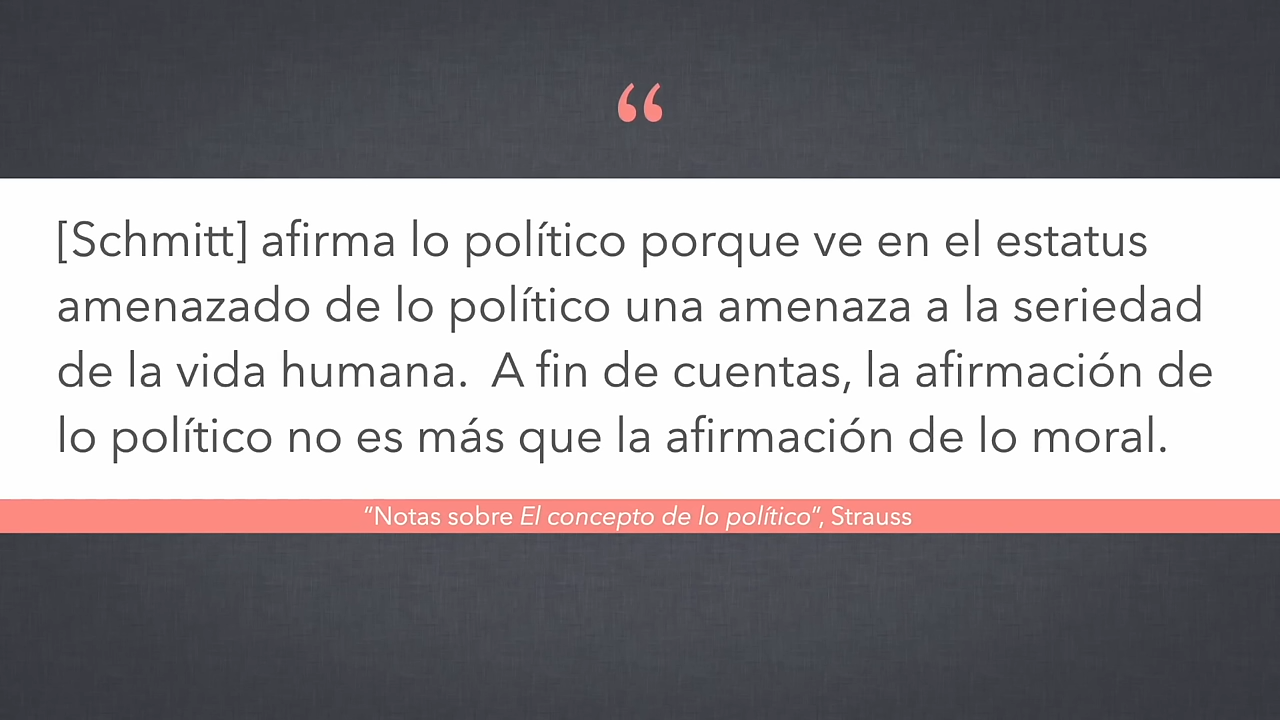 “
[Schmitt] afirma lo político porque ve en el estatus
amenazado de lo político una amenaza a la seriedad
de la vida humana.  A fin de cuentas, la afirmación de
lo político no es más que la afirmación de lo moral.
“Notas sobre El concepto de lo político”, Strauss